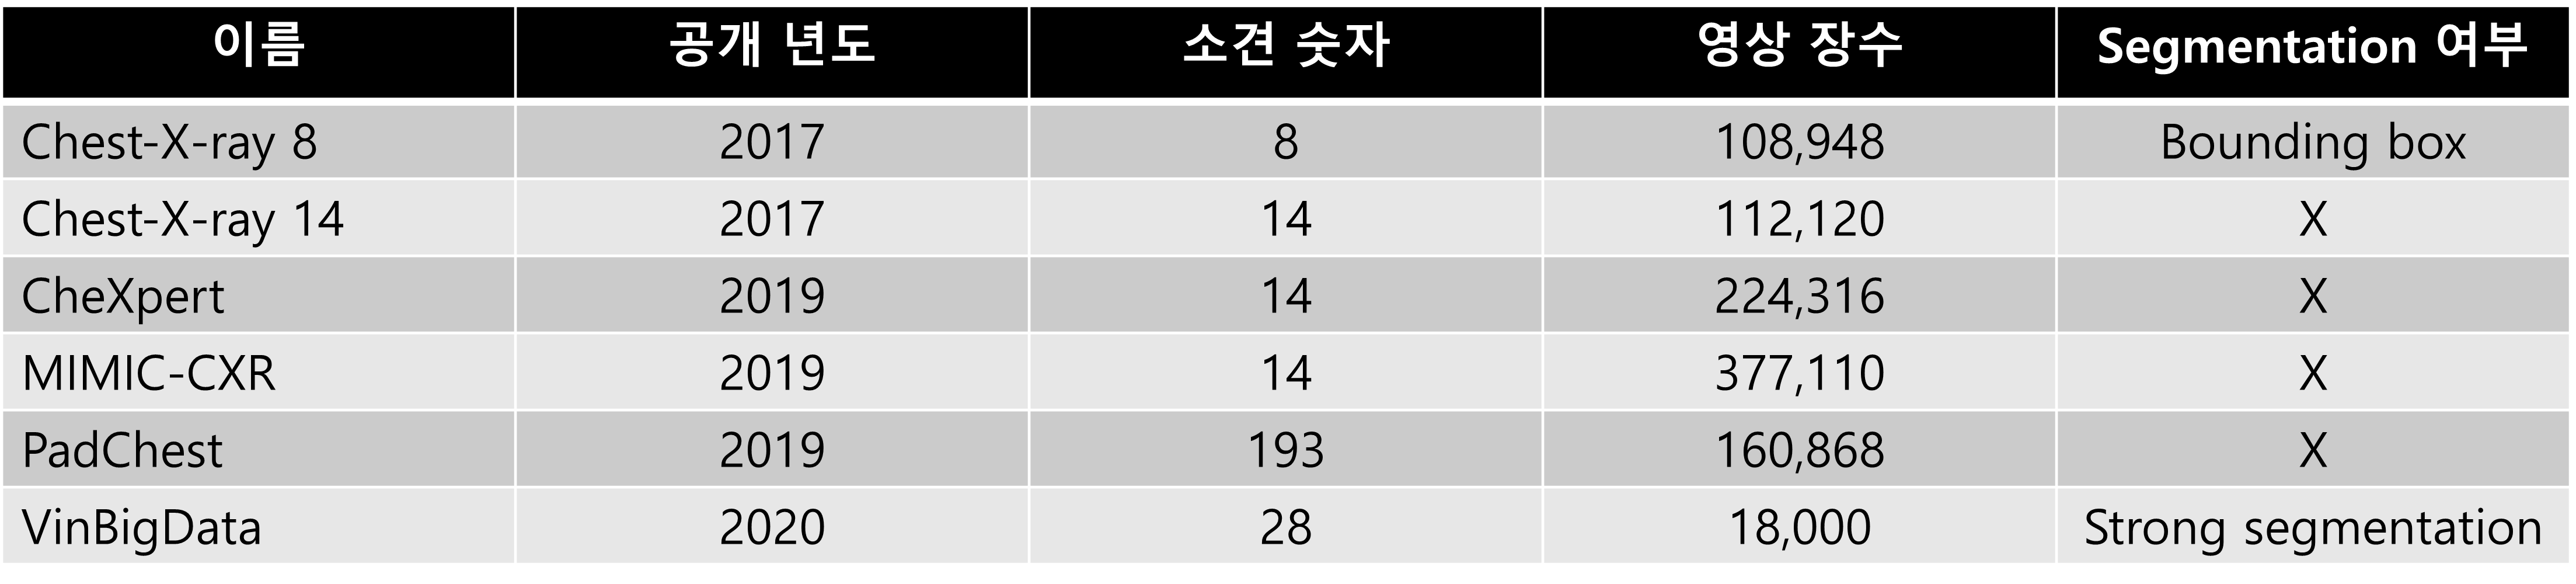 이름 공개 년도 소견 숫자 영상 장수 Segmentation 여부
Chest-X-ray 8 2017 8 108,948 Bounding box
Chest-X-ray 14 2017 14 112,120 X
CheXpert 2019 14 224,316 X
MIMIC-CXR 2019 14 377,110 X
PadChest 2019 193 160,868 X
VinBigData 2020 28 18,000 Strong segmentation